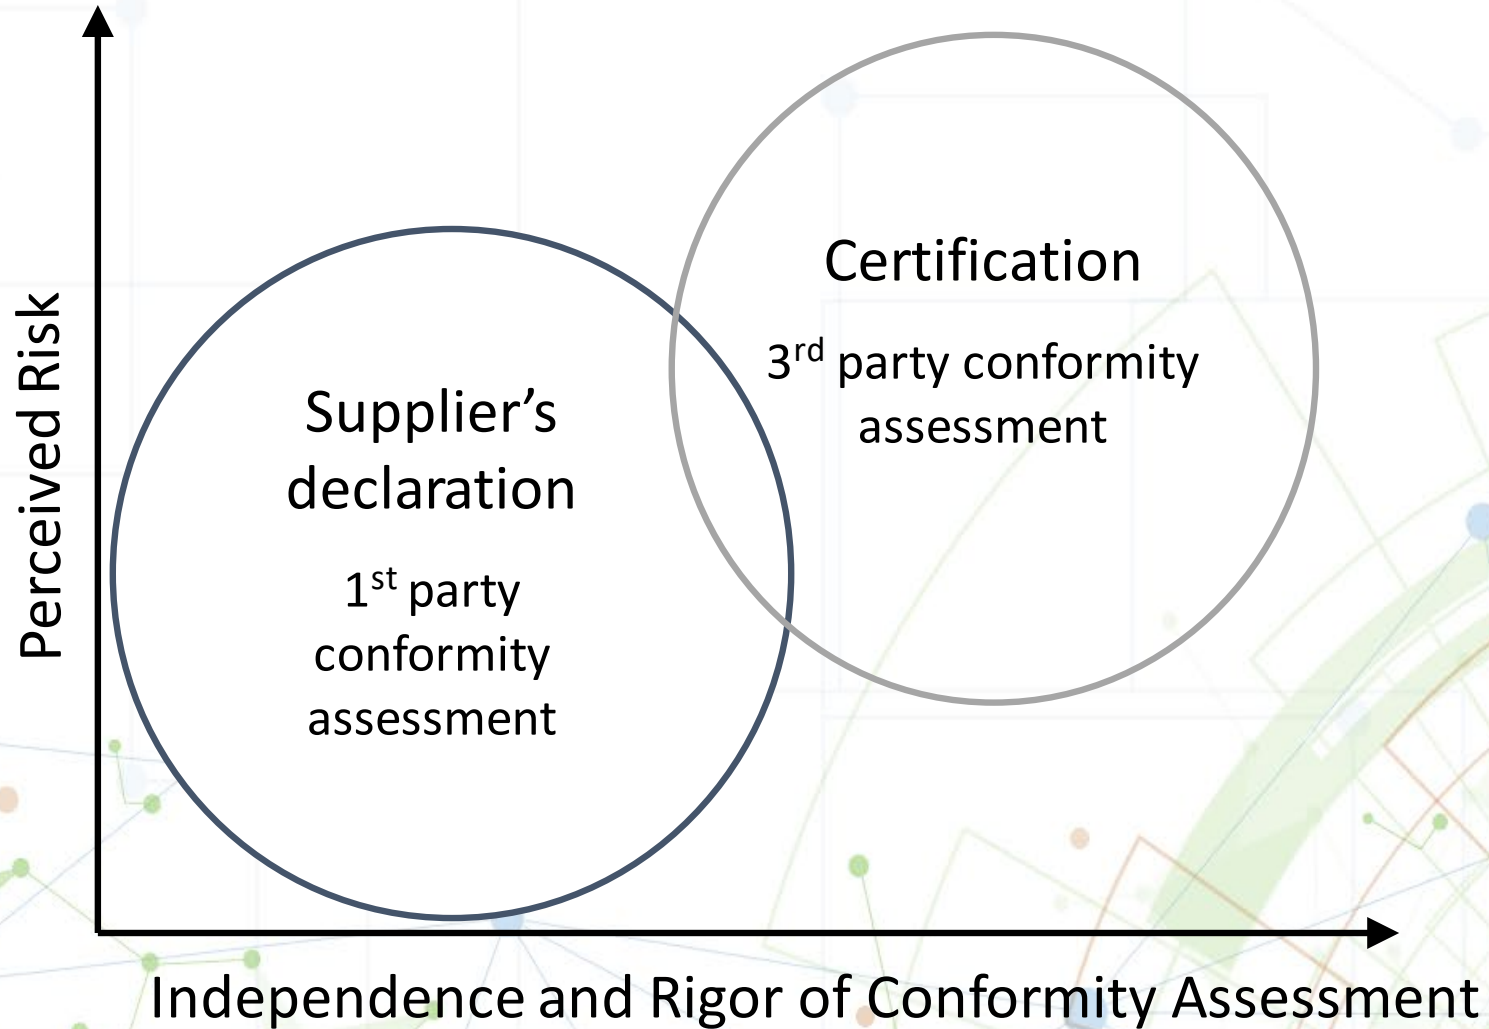 Perceived Risk
Supplier’s
declaration
1st party
conformity
assessment
Certification
3rd party conformity
assessment
Independence and Rigor of Conformity Assessment